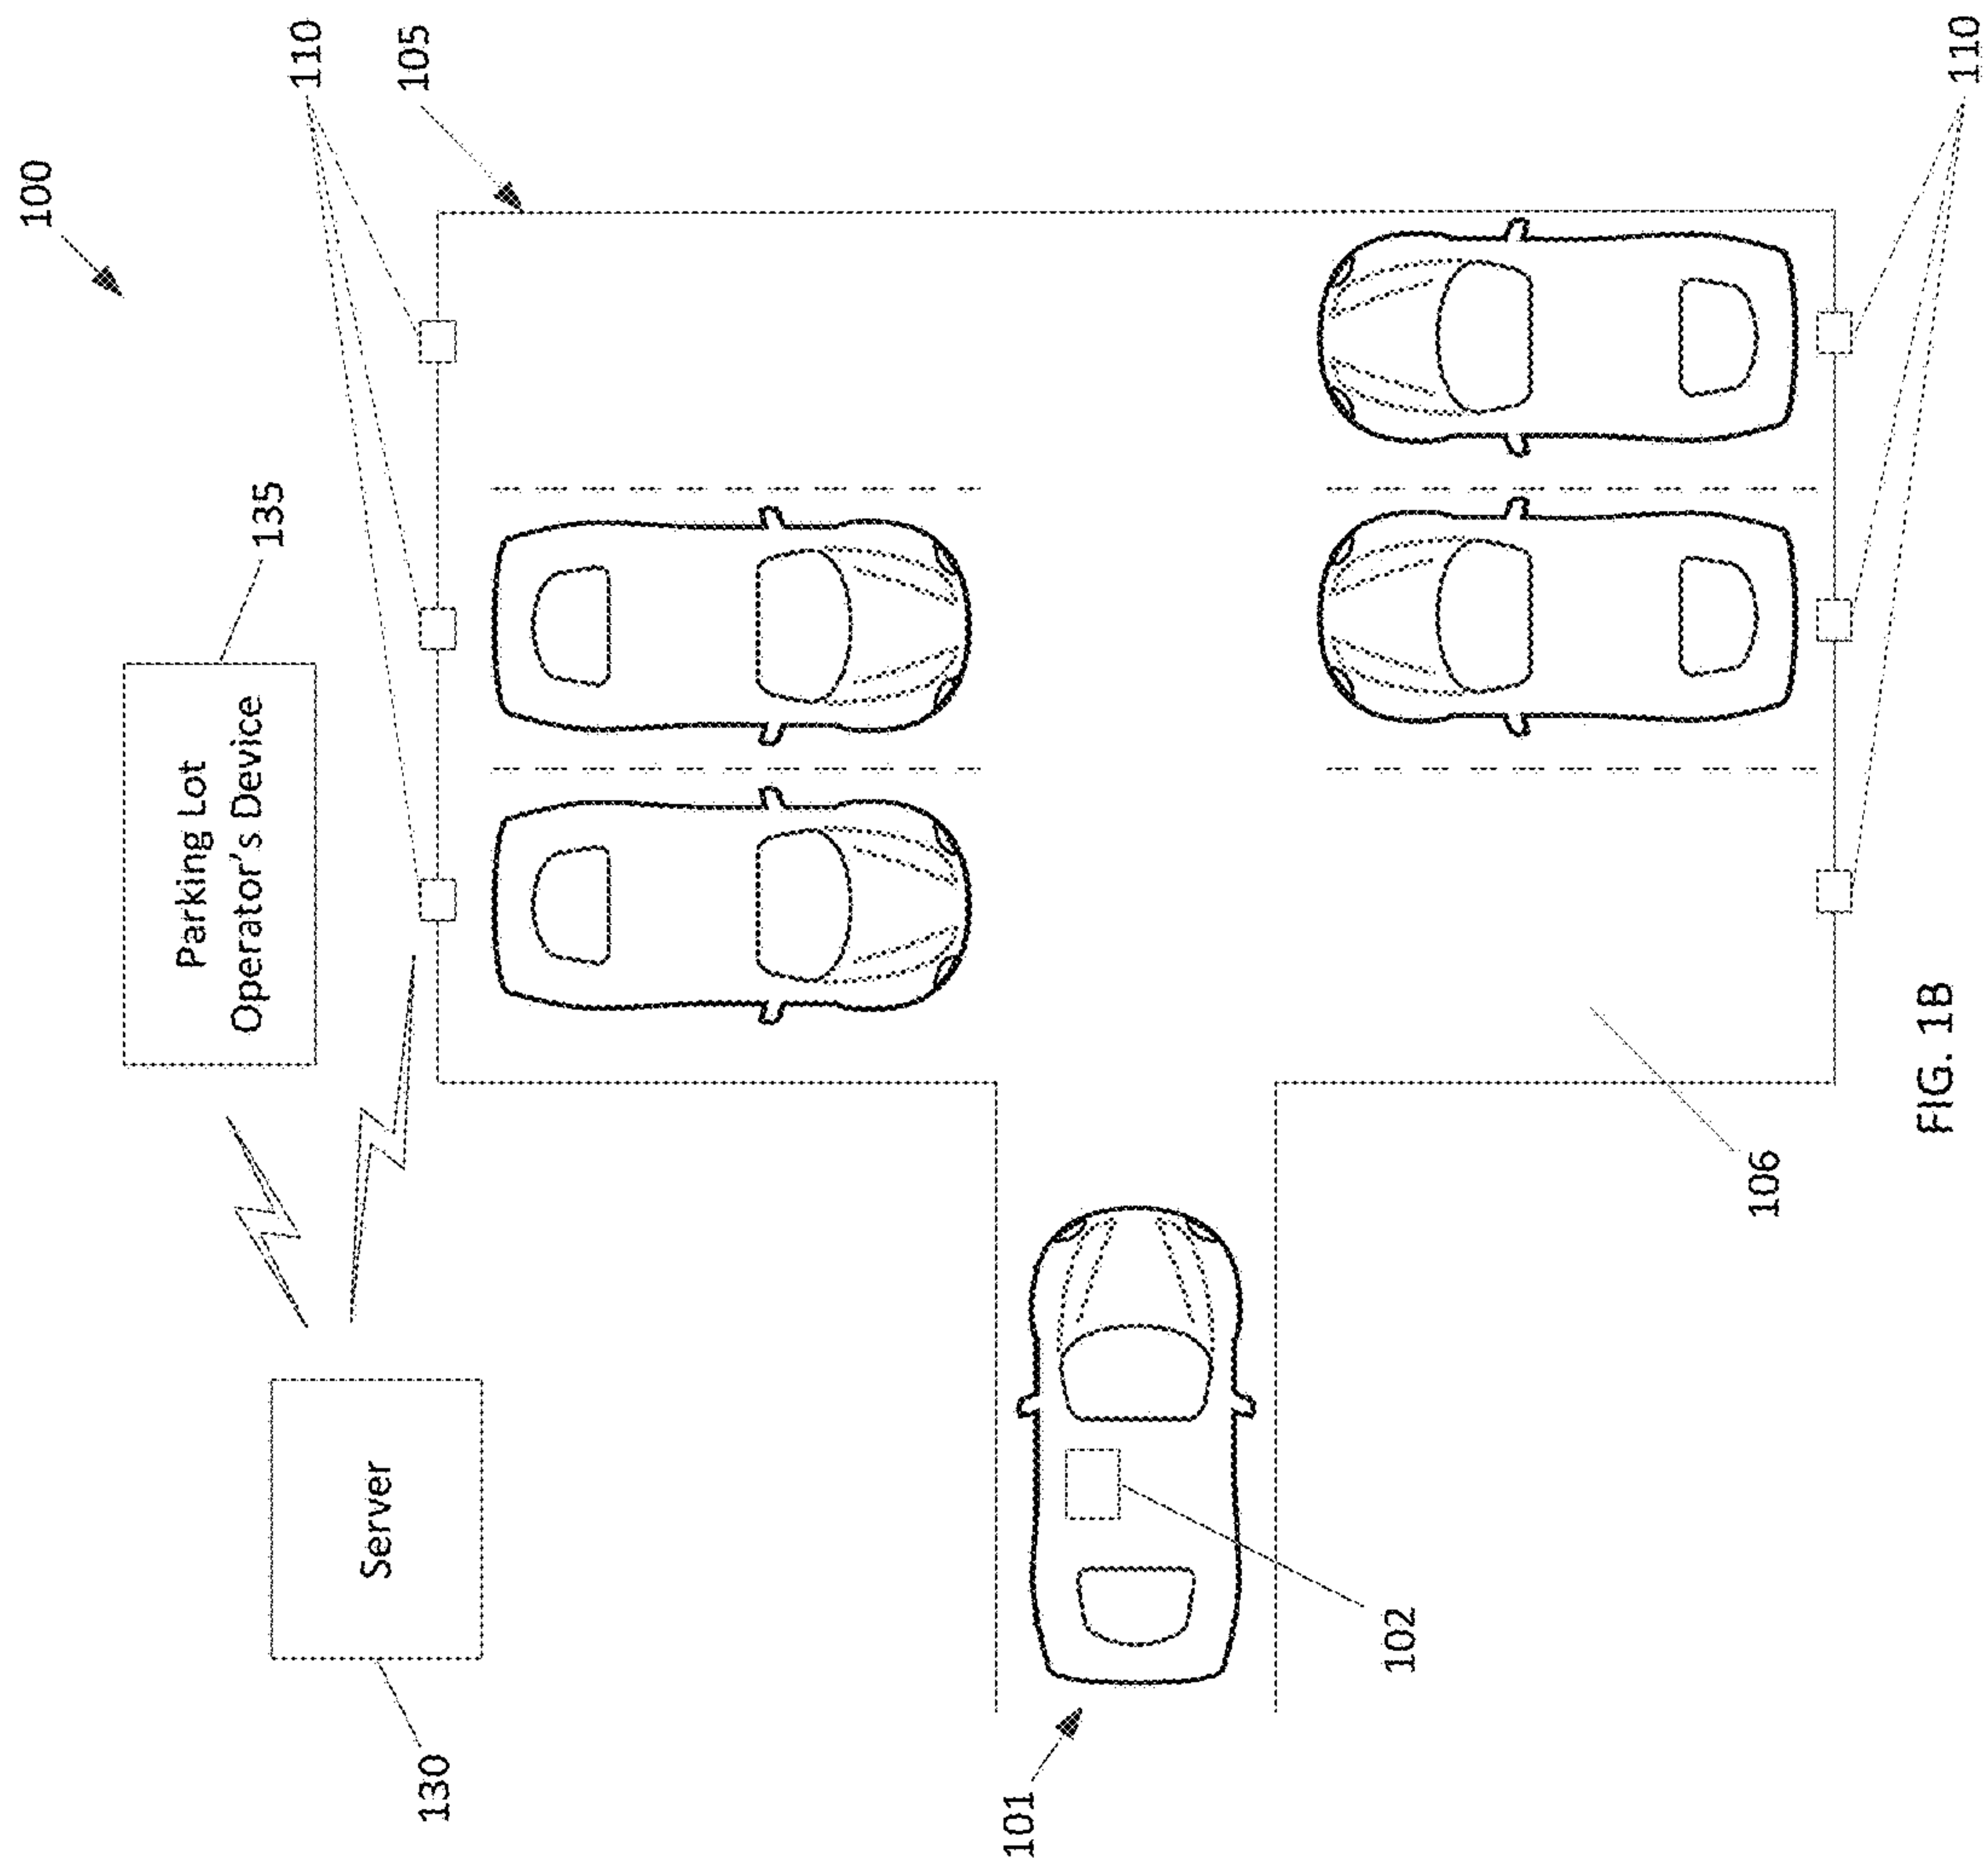 100
110
105
135
Parking Lot
Operator's Device
Server
130
101
102
106
110
FIG. 1B